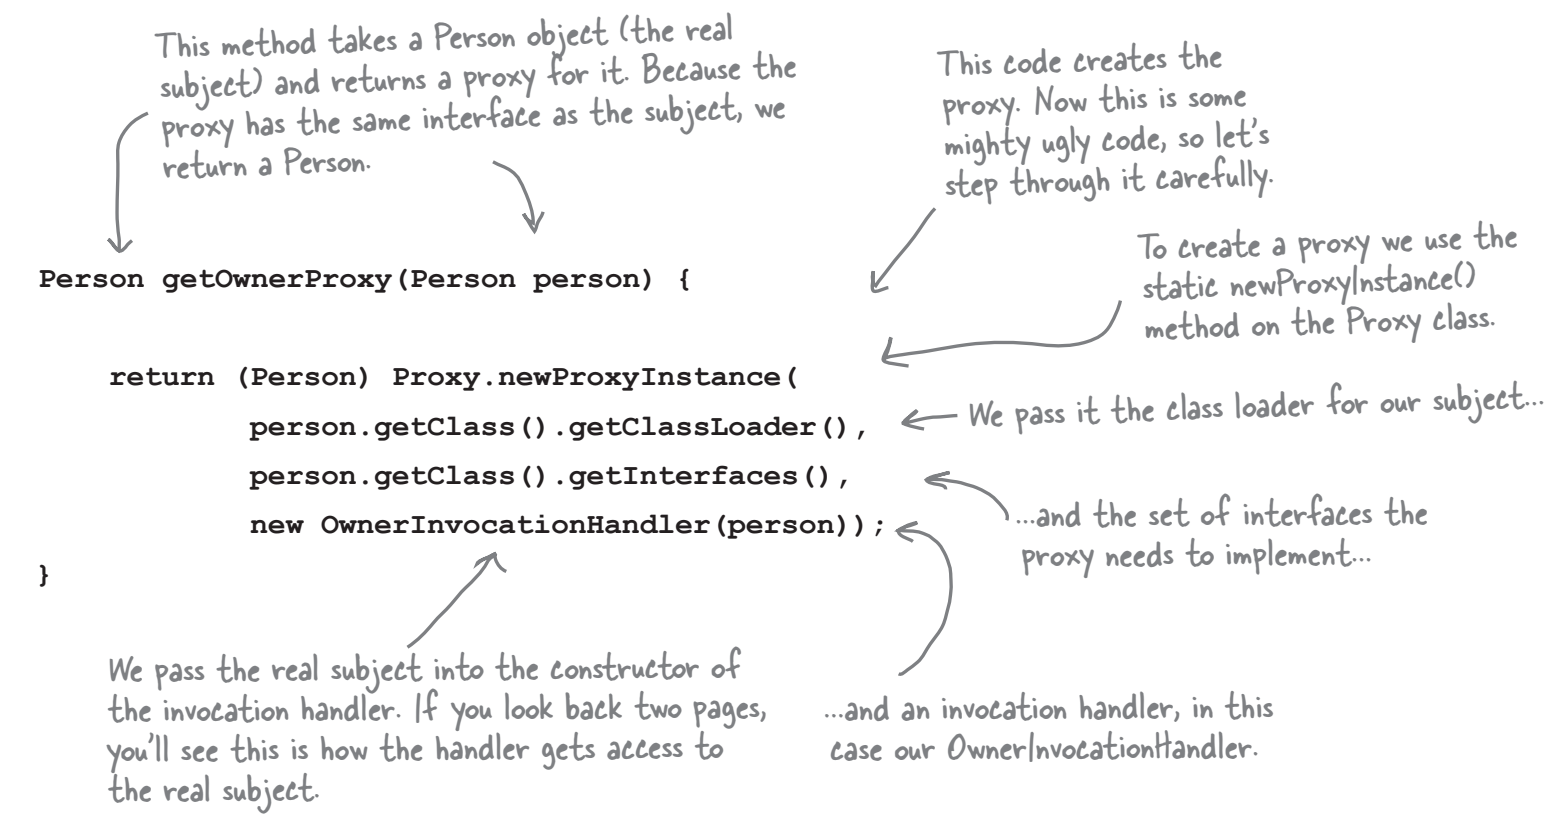 This method takes a Person object (the real
subject) and returns a proxy for it. Because the
proxy has the same interface as the subject, we
return a Person.
This code creates the
proxy. Now this is some
mighty ugly code, so let's
step through it carefully.
To create a proxy we use the
static newProxyInstance()
method on the Proxy class.
Person getOwnerProxy(Person person) {
return (Person) Proxy.newProxyInstance(
person.getClass().getClassLoader(),
We pass it the class loader for our subject...
person.getClass().getInterfaces(),
...and the set of interfaces the
proxy needs to implement...
new OwnerInvocationHandler(person));
}
We pass the real subject into the constructor of
the invocation handler. If you look back two pages,
you'll see this is how the handler gets access to
the real subject.
...and an invocation handler, in this
case our OwnerInvocationHandler.